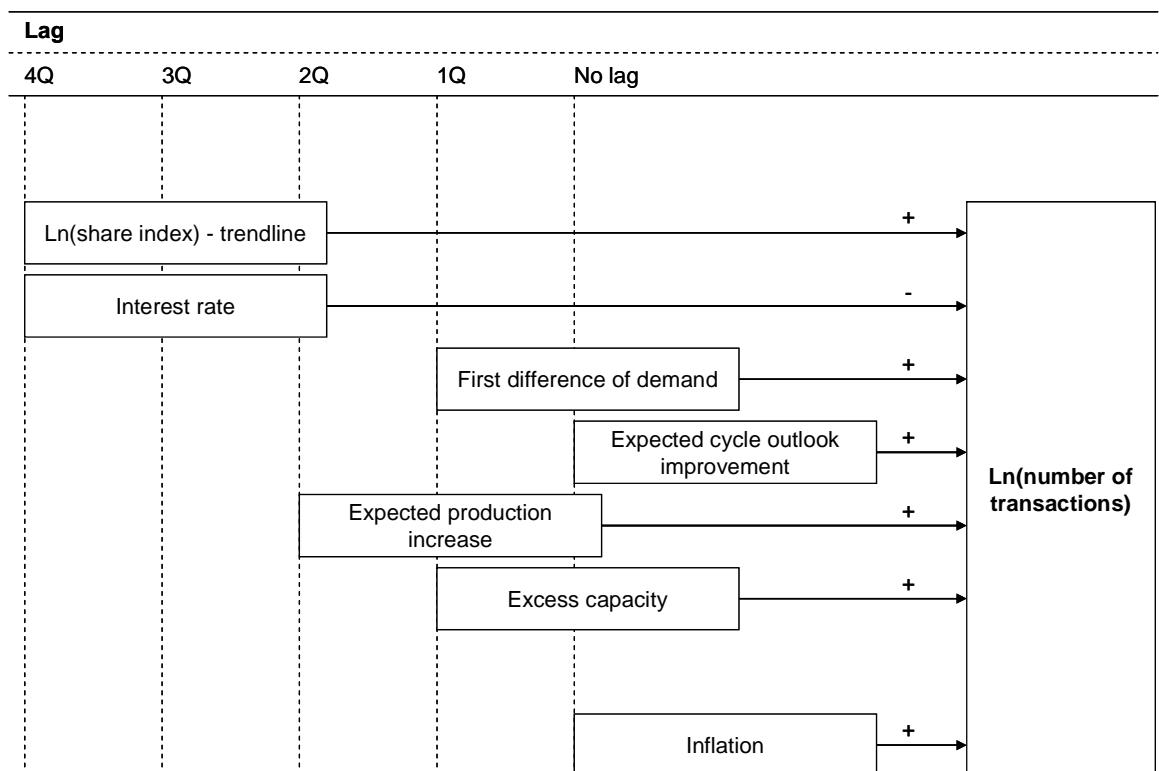 Lag
4Q 3Q 2Q 1Q No lag
Ln(share index) - trendline
+
Interest rate
-
First difference of demand
+
Expected cycle outlook
improvement
+
Ln(number of
transactions)
Expected production
increase
+
Excess capacity
+
Inflation
+